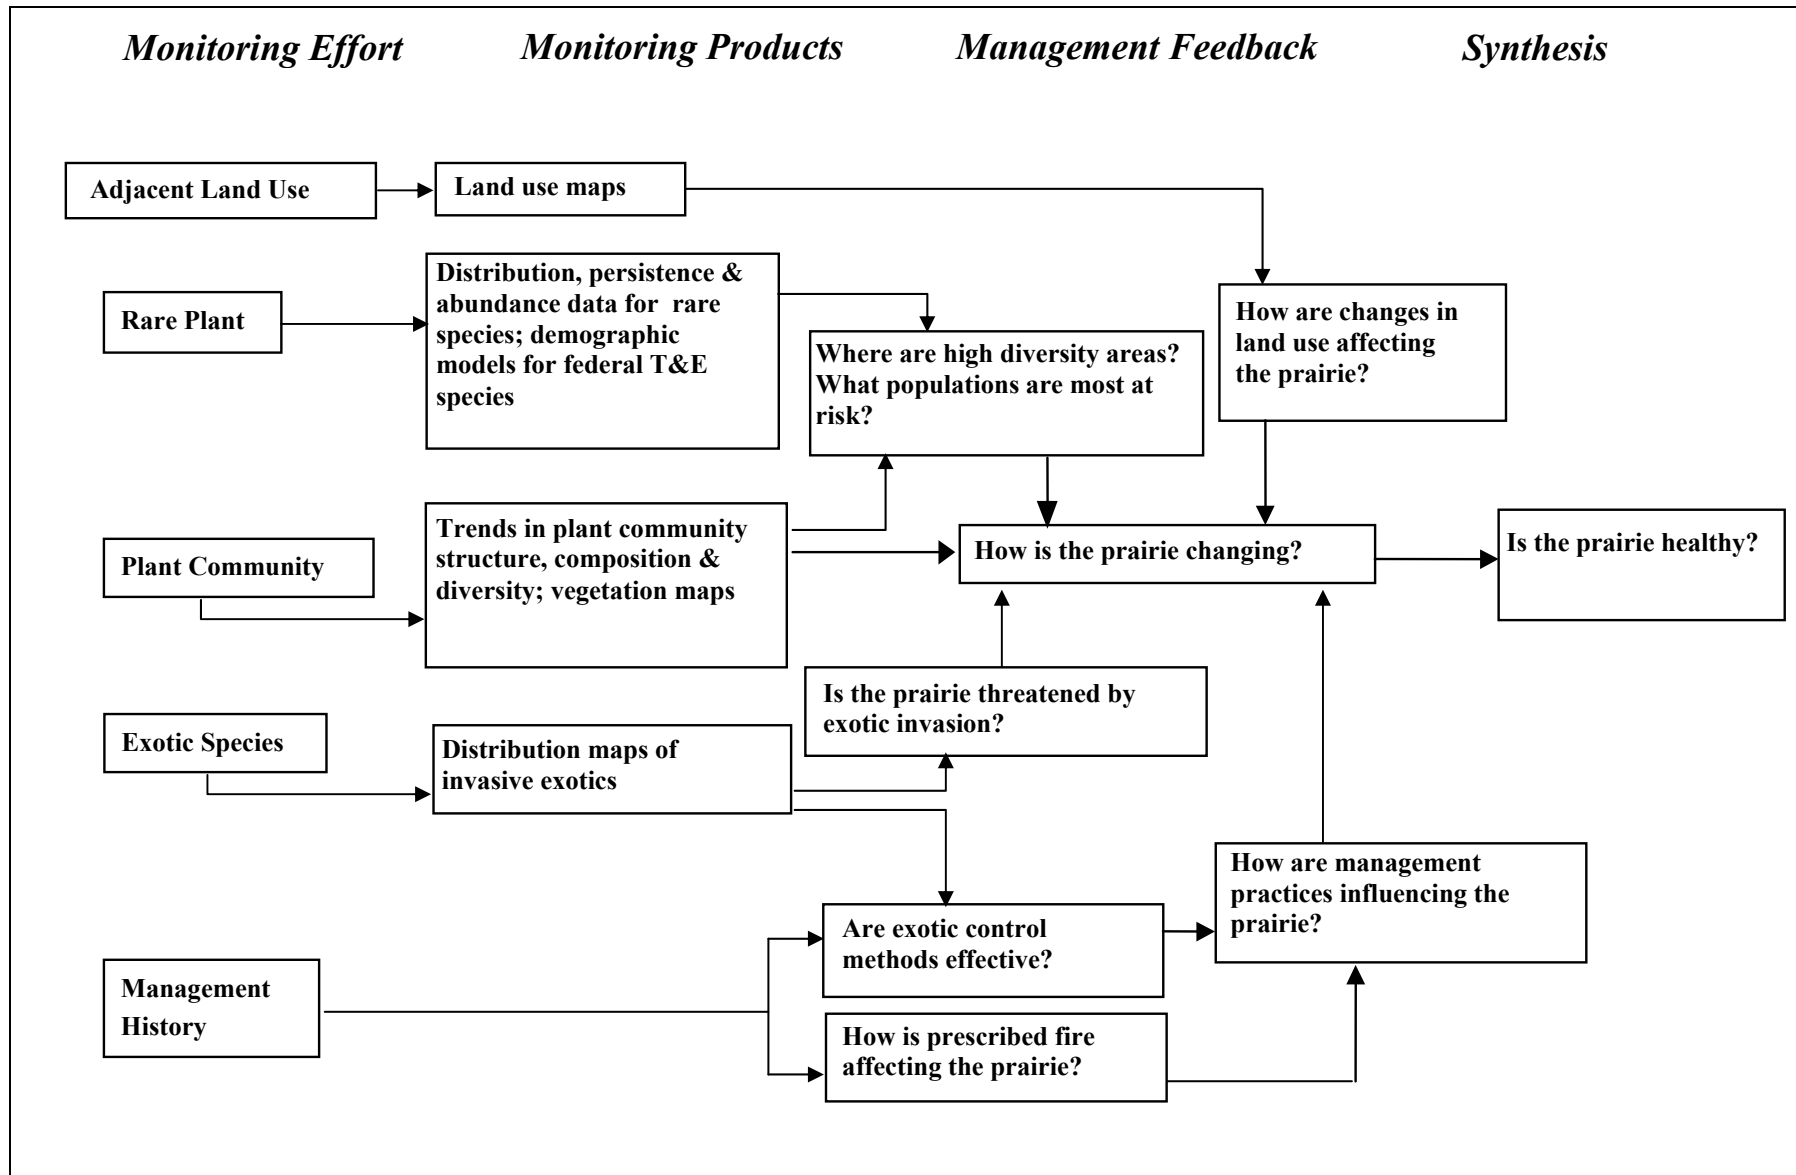 Monitoring Effort Monitoring Products Management Feedback Synthesis
Adjacent Land Use
Land use maps
Rare Plant
Distribution, persistence &
abundance data for rare
species; demographic
models for federal T&E
species
Where are high diversity areas?
What populations are most at
risk?
How are changes in
land use affecting
the prairie?
Plant Community
Trends in plant community
structure, composition &
diversity; vegetation maps
How is the prairie changing?
Is the prairie healthy?
Exotic Species
Distribution maps of
invasive exotics
Is the prairie threatened by
exotic invasion?
Management
History
Are exotic control
methods effective?
How is prescribed fire
affecting the prairie?
How are management
practices influencing the
prairie?